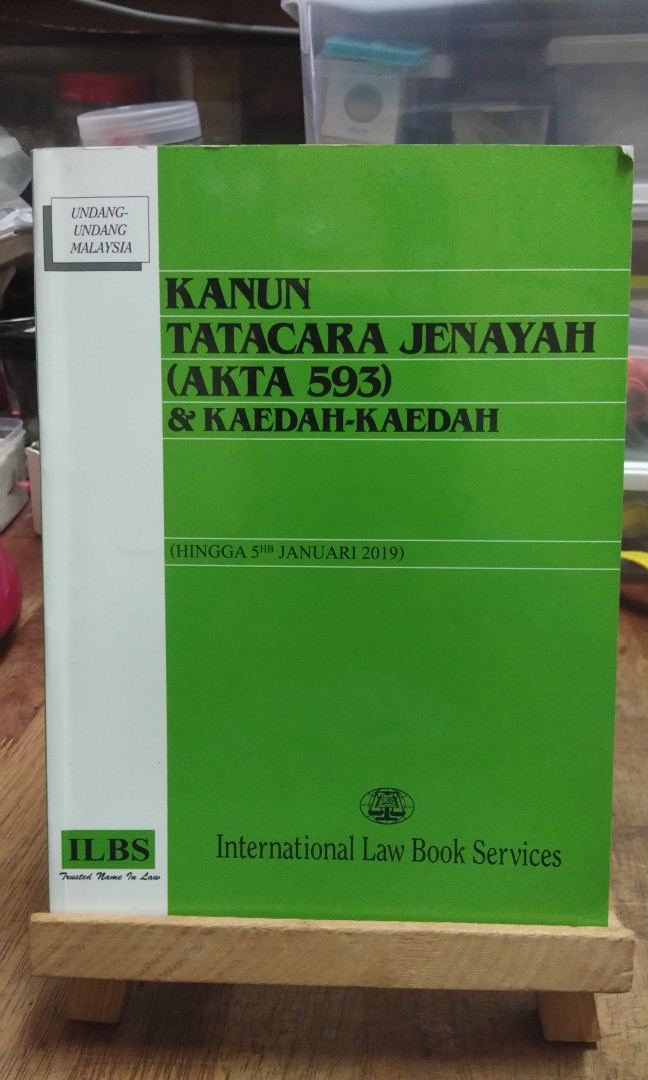 UNDANG-
UNDANG
MALAYSIA
KANUN
TATACARA JENAYAH
(AKTA 593)
& KAEDAH-KAEDAH
(HINGGA 5HB JANUARI 2019)
International Law Book Services
ILBS
Trusted Name In Law